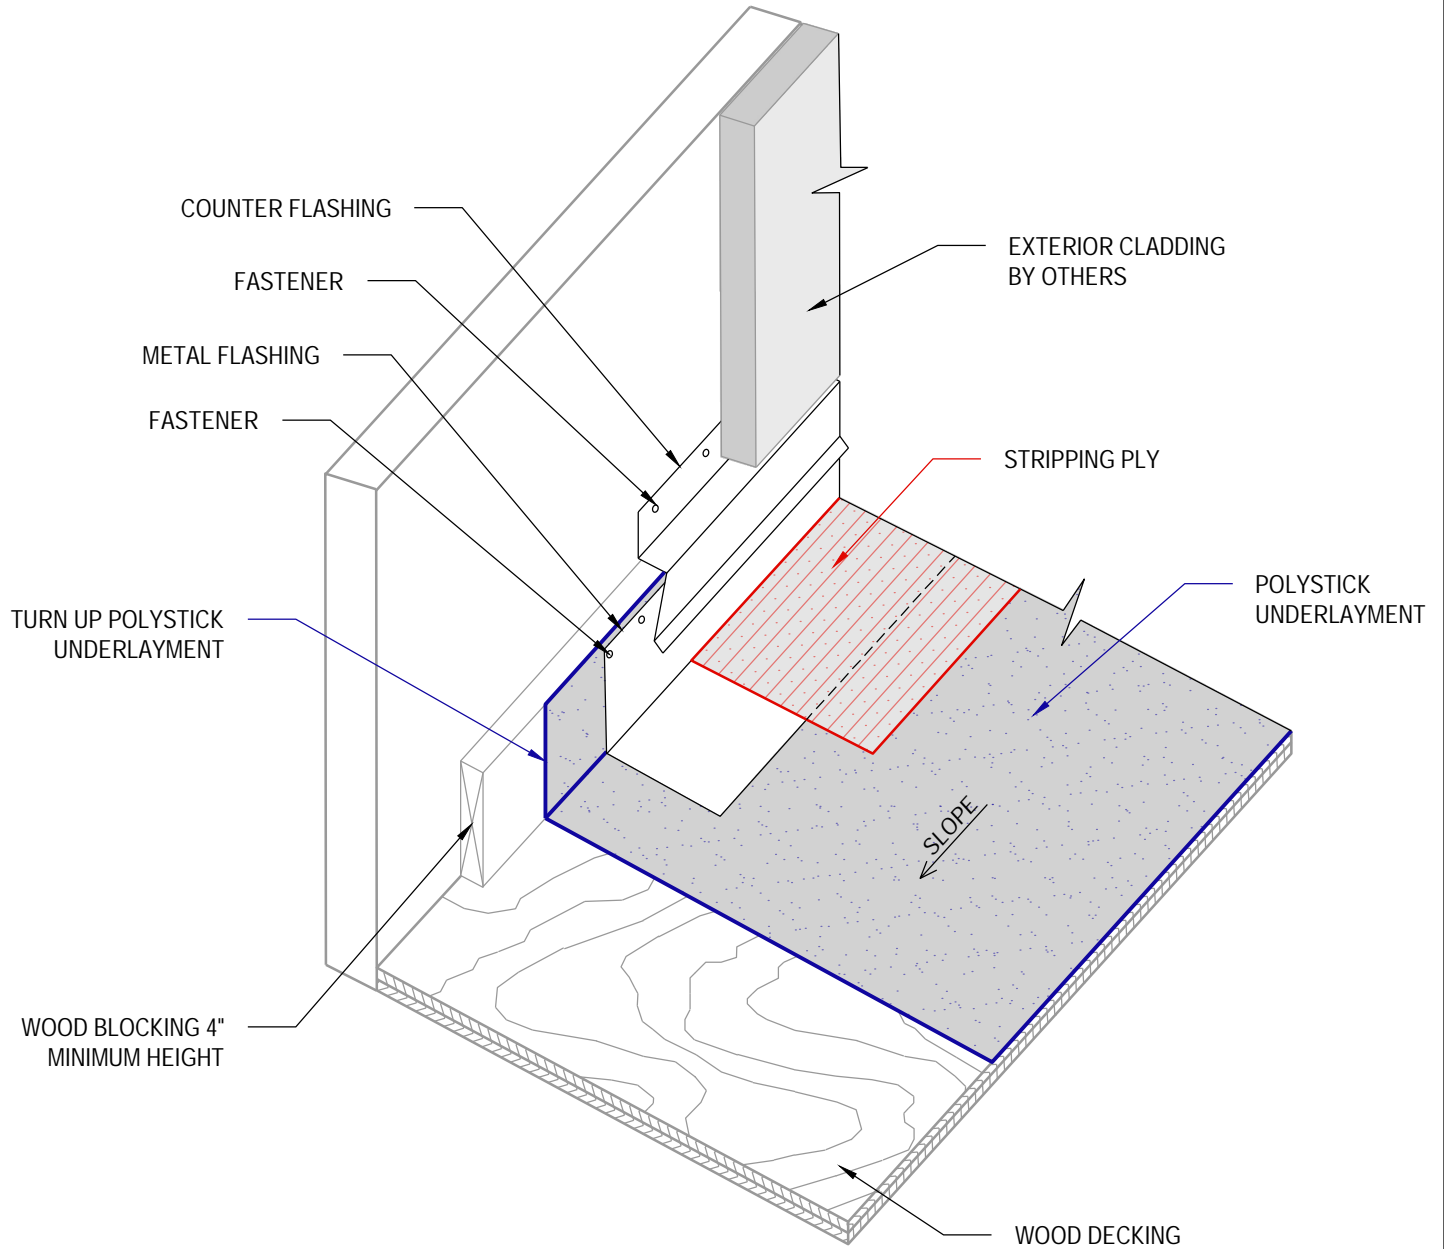 COUNTER FLASHING
FASTENER
METAL FLASHING
FASTENER
EXTERIOR CLADDING
BY OTHERS
STRIPPING PLY
POLYSTICK
UNDERLAYMENT
TURN UP POLYSTICK
UNDERLAYMENT
SLOPE
WOOD BLOCKING 4"
MINIMUM HEIGHT
WOOD DECKING